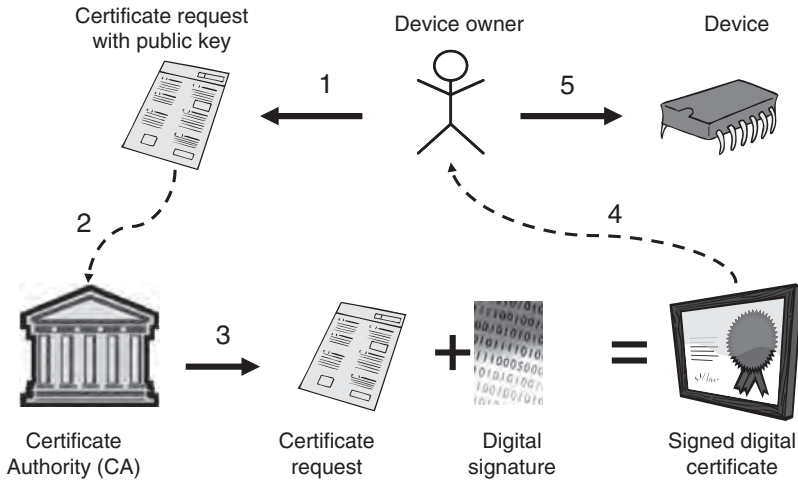 Certificate request
with public key
Device owner
Device
1
5
2
4
3
Certificate
Authority (CA)
Certificate
request
Digital
signature
Signed digital
certificate